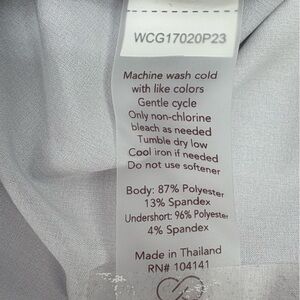 WCG17020P23
Machine wash cold
with like colors
Gentle cycle
Only non-chlorine
bleach as needed
Tumble dry low
Cool iron if needed
Do not use softener
Body: 87% Polyester
13% Spandex
Undershort: 96% Polyester
4% Spandex
Made in Thailand
RN# 104141